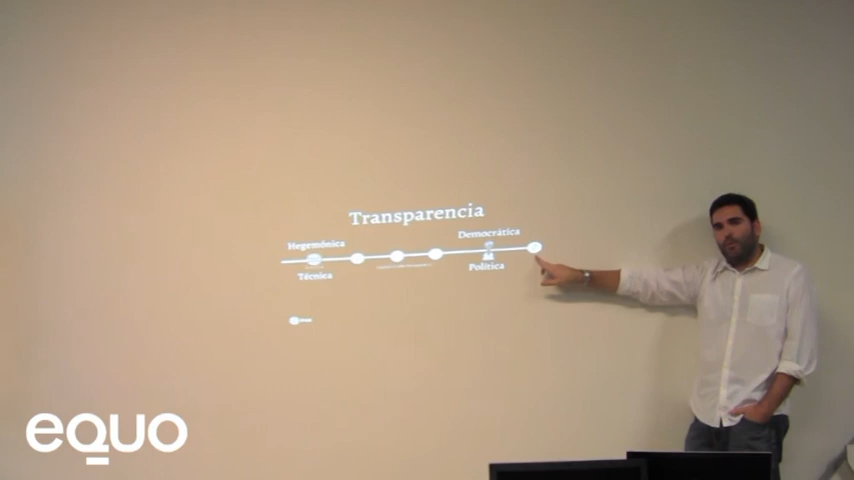 Transparencia
Hegemónica
Democrática
Técnica
Política
eQUO